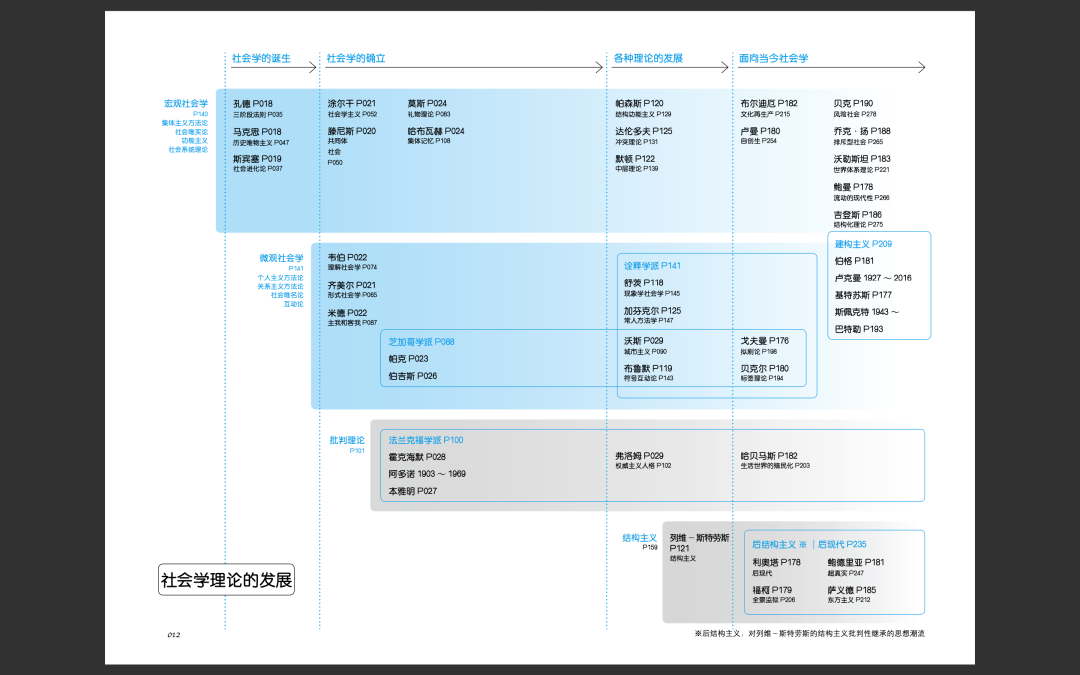 社会学的诞生
社会学的确立
各种理论的发展
面向当今社会学
宏观社会学
P140
集体主义方法论
社会唯实论
功能主义
社会系统理论
孔德 P018
三阶段法则 P035
马克思 P018
历史唯物主义 P047
斯宾塞 P019
社会进化论 P037
涂尔干 P021
社会学主义 P052
滕尼斯 P020
共同体
社会
P050
莫斯 P024
礼物理论 P083
哈布瓦赫 P024
集体记忆 P108
帕森斯 P120
结构功能主义 P129
达伦多夫 P125
冲突理论 P131
默顿 P122
中层理论 P139
布尔迪厄 P182
文化再生产 P215
卢曼 P180
自创生 P254
贝克 P190
风险社会 P278
乔克·扬 P188
排斥型社会 P265
沃勒斯坦 P183
世界体系理论 P221
鲍曼 P178
流动的现代性 P266
吉登斯 P186
结构化理论 P275
建构主义 P209
伯格 P181
卢克曼 1927 ～ 2016
基特苏斯 P177
斯佩克特 1943 ～
巴特勒 P193
微观社会学
P141
个人主义方法论
关系主义方法论
社会唯名论
互动论
韦伯 P022
理解社会学 P074
齐美尔 P021
形式社会学 P065
米德 P022
主我和客我 P087
诠释学派 P141
舒茨 P118
现象学社会学 P145
加芬克尔 P125
常人方法学 P147
芝加哥学派 P088
帕克 P023
伯吉斯 P026
沃斯 P029
城市主义 P090
布鲁默 P119
符号互动论 P143
戈夫曼 P176
拟剧论 P198
贝克尔 P180
标签理论 P194
批判理论
P101
法兰克福学派 P100
霍克海默 P028
阿多诺 1903 ～ 1969
本雅明 P027
弗洛姆 P029
权威主义人格 P102
哈贝马斯 P182
生活世界的殖民化 P203
结构主义
P159
列维－斯特劳斯
P121
结构主义
后结构主义 ※ ｜后现代 P235
利奥塔 P178
后现代
福柯 P179
全景监狱 P206
鲍德里亚 P181
超真实 P247
萨义德 P185
东方主义 P212
社会学理论的发展
012
※后结构主义：对列维－斯特劳斯的结构主义批判性继承的思想潮流